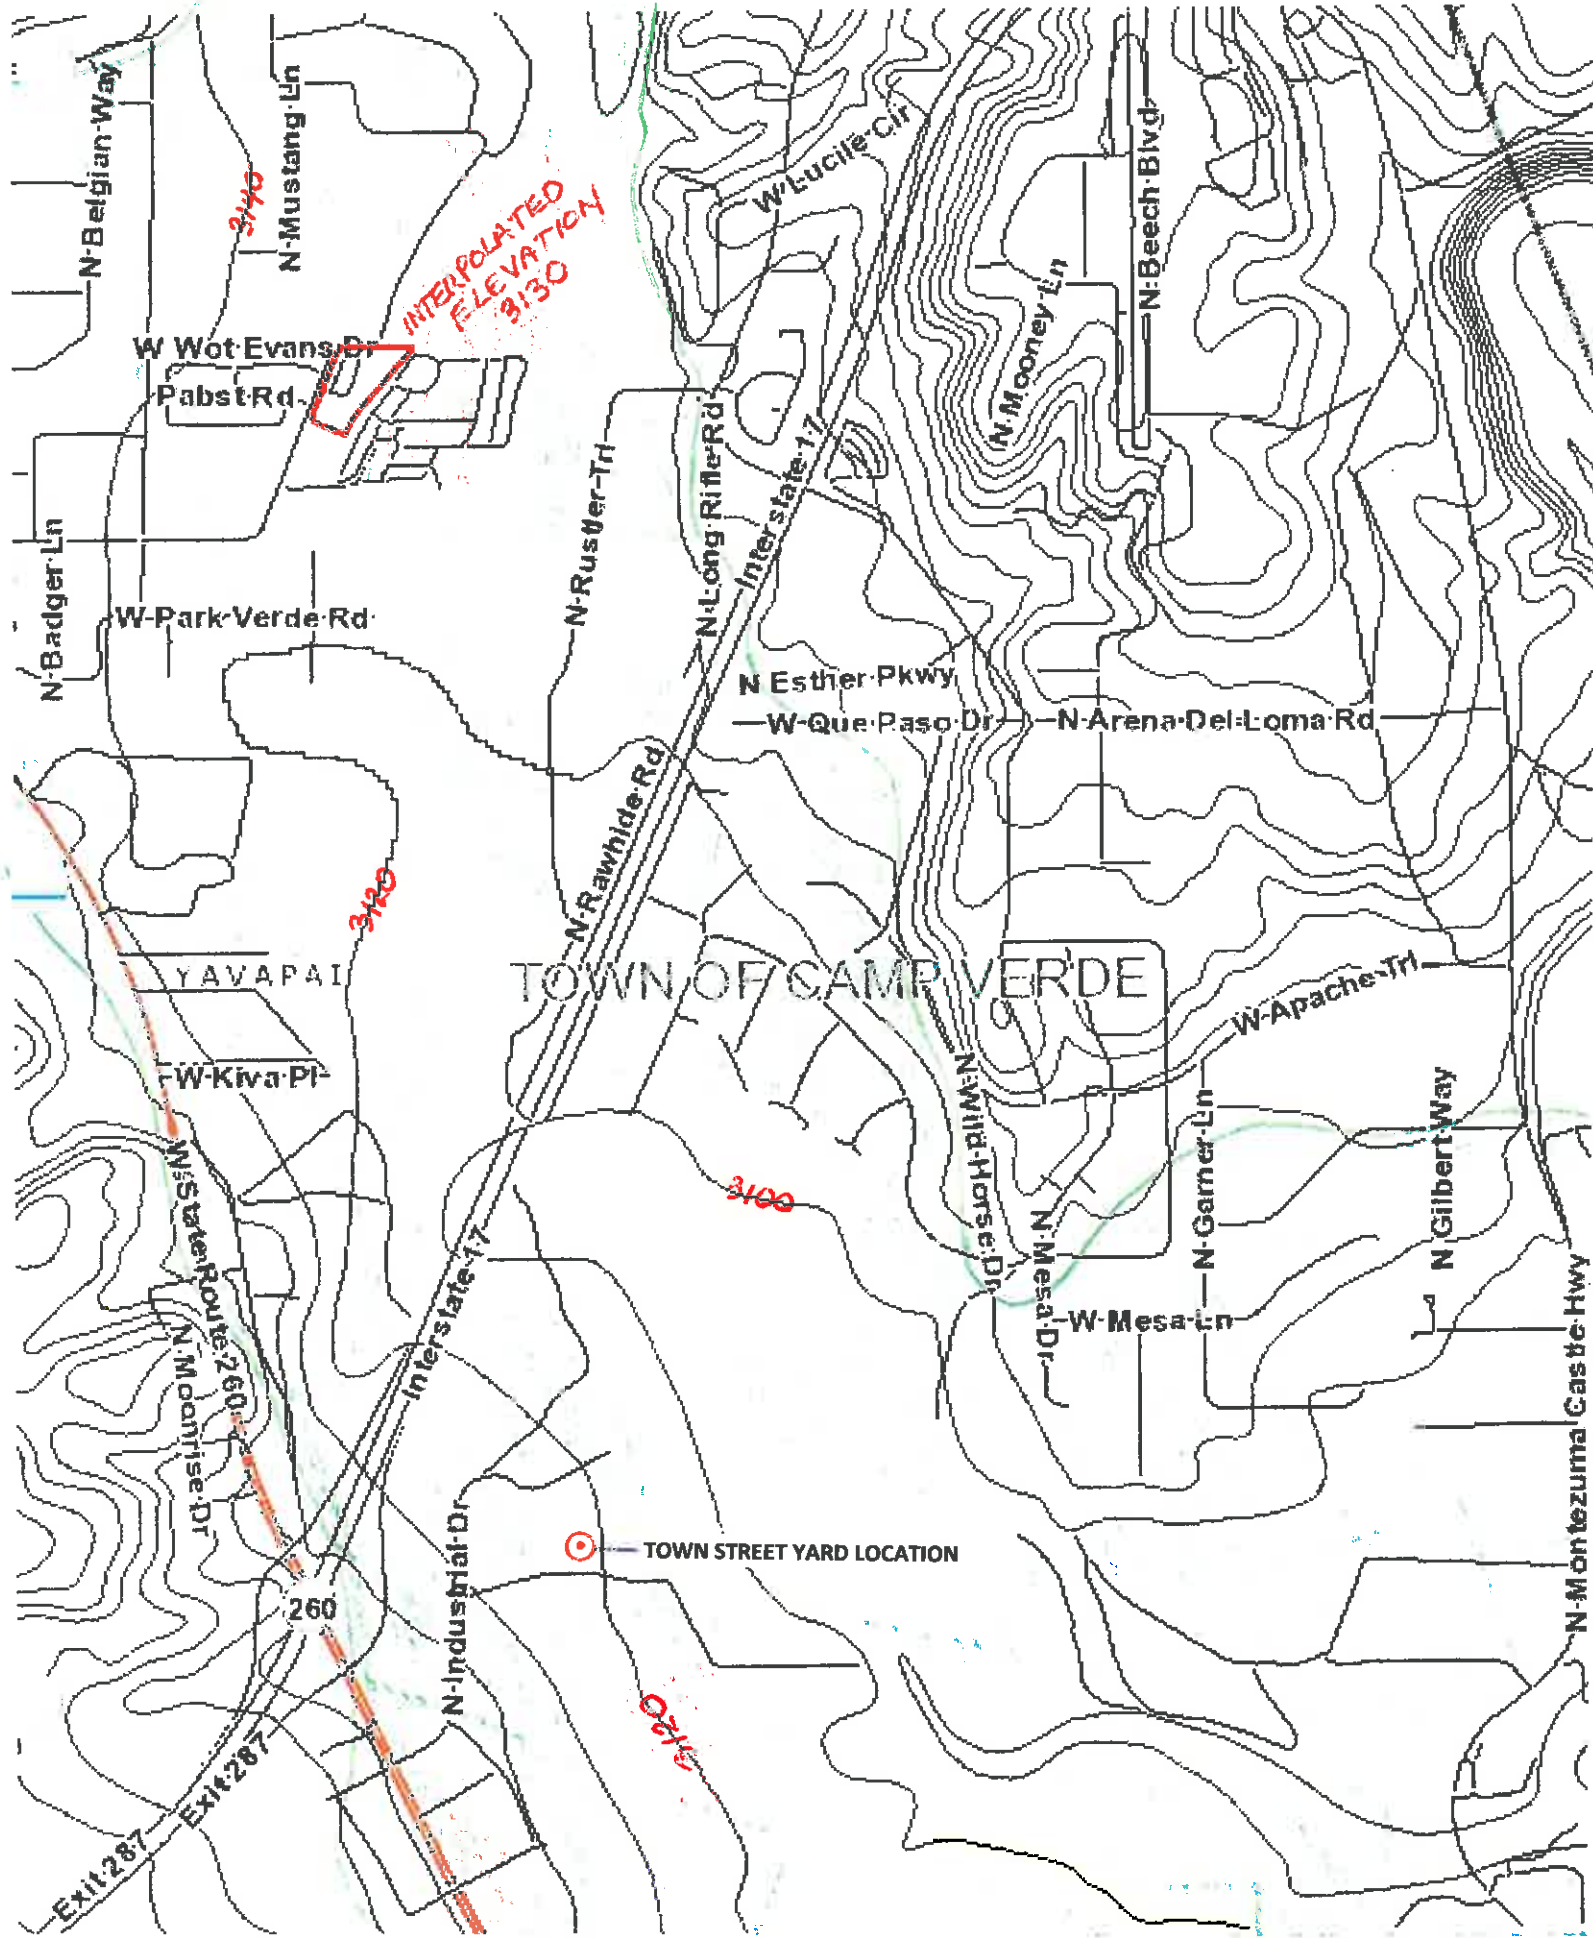 N Belgian Way
N Mustang Ln
3140
INTERPOLATED
ELEVATION
3130
W Lucile Cir
N Beech Blvd
N Mooney Ln
W Wot Evans Dr
Pabst Rd
N Rustler Trl
N Long Rifle Rd
Interstate 17
N Badger Ln
W Park Verde Rd
N Esther Pkwy
W Que Paso Dr
N Arena Del Loma Rd
N Rawhide Rd
3120
YAVAPAI
TOWN OF CAMP VERDE
W Apache Trl
W Kiva Pl
N Wild Horse Dr
N Garner Ln
N Gilbert Way
3100
W State Route 260
N Mesa Dr
W Mesa Ln
Interstate 17
N Moonrise Dr
N Montezuma Castle Hwy
N Industrial Dr
TOWN STREET YARD LOCATION
260
3120
Exit 287
Exit 287